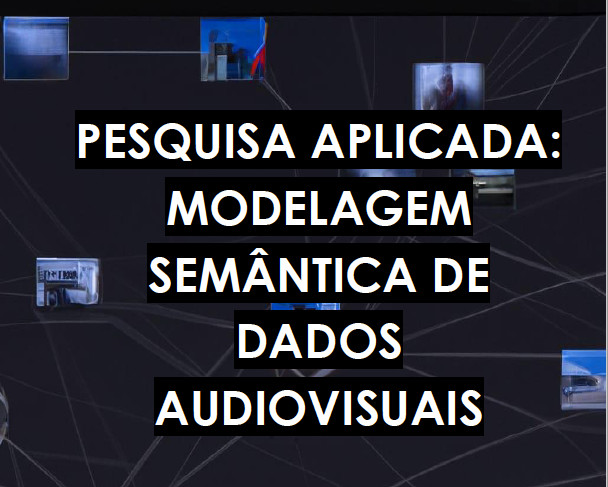 PESQUISA APLICADA:
MODELAGEM
SEMÂNTICA DE
DADOS
AUDIOVISUAIS